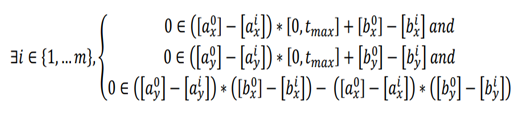 0 ∈ ([a_x^0] − [a_x^i]) ∗ [0, t_max] + [b_x^0] − [b_x^i] and
∃i ∈ {1, … m}, { 0 ∈ ([a_y^0] − [a_y^i]) ∗ [0, t_max] + [b_y^0] − [b_y^i] and
0 ∈ ([a_y^0] − [a_y^i]) ∗ ([b_x^0] − [b_x^i]) − ([a_x^0] − [a_x^i]) ∗ ([b_y^0] − [b_y^i])